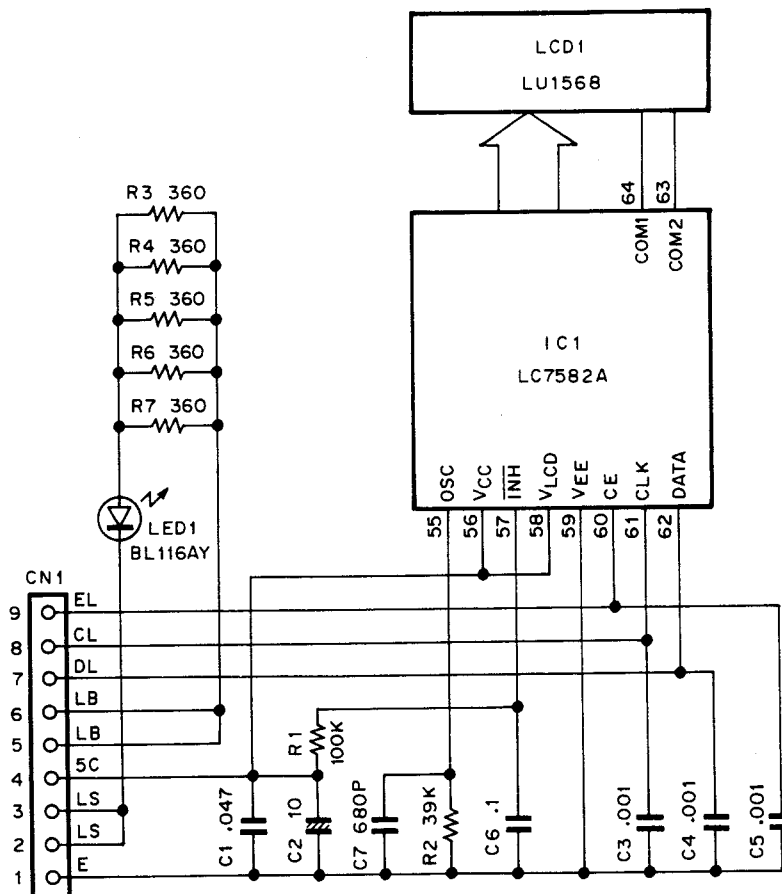 LCD1
LU1568
64
63
COM1
COM2
IC1
LC7582A
OSC
VCC
INH
VLCD
VEE
CE
CLK
DATA
55
56
57
58
59
60
61
62
R3 360
R4 360
R5 360
R6 360
R7 360
LED1
BL116AY
CN1
9 EL
8 CL
7 DL
6 LB
5 LB
4 5C
3 LS
2 LS
1 E
R1
100K
C1 .047
C2 10
C7 680P
R2 39K
C6 .1
C3 .001
C4 .001
C5 .001